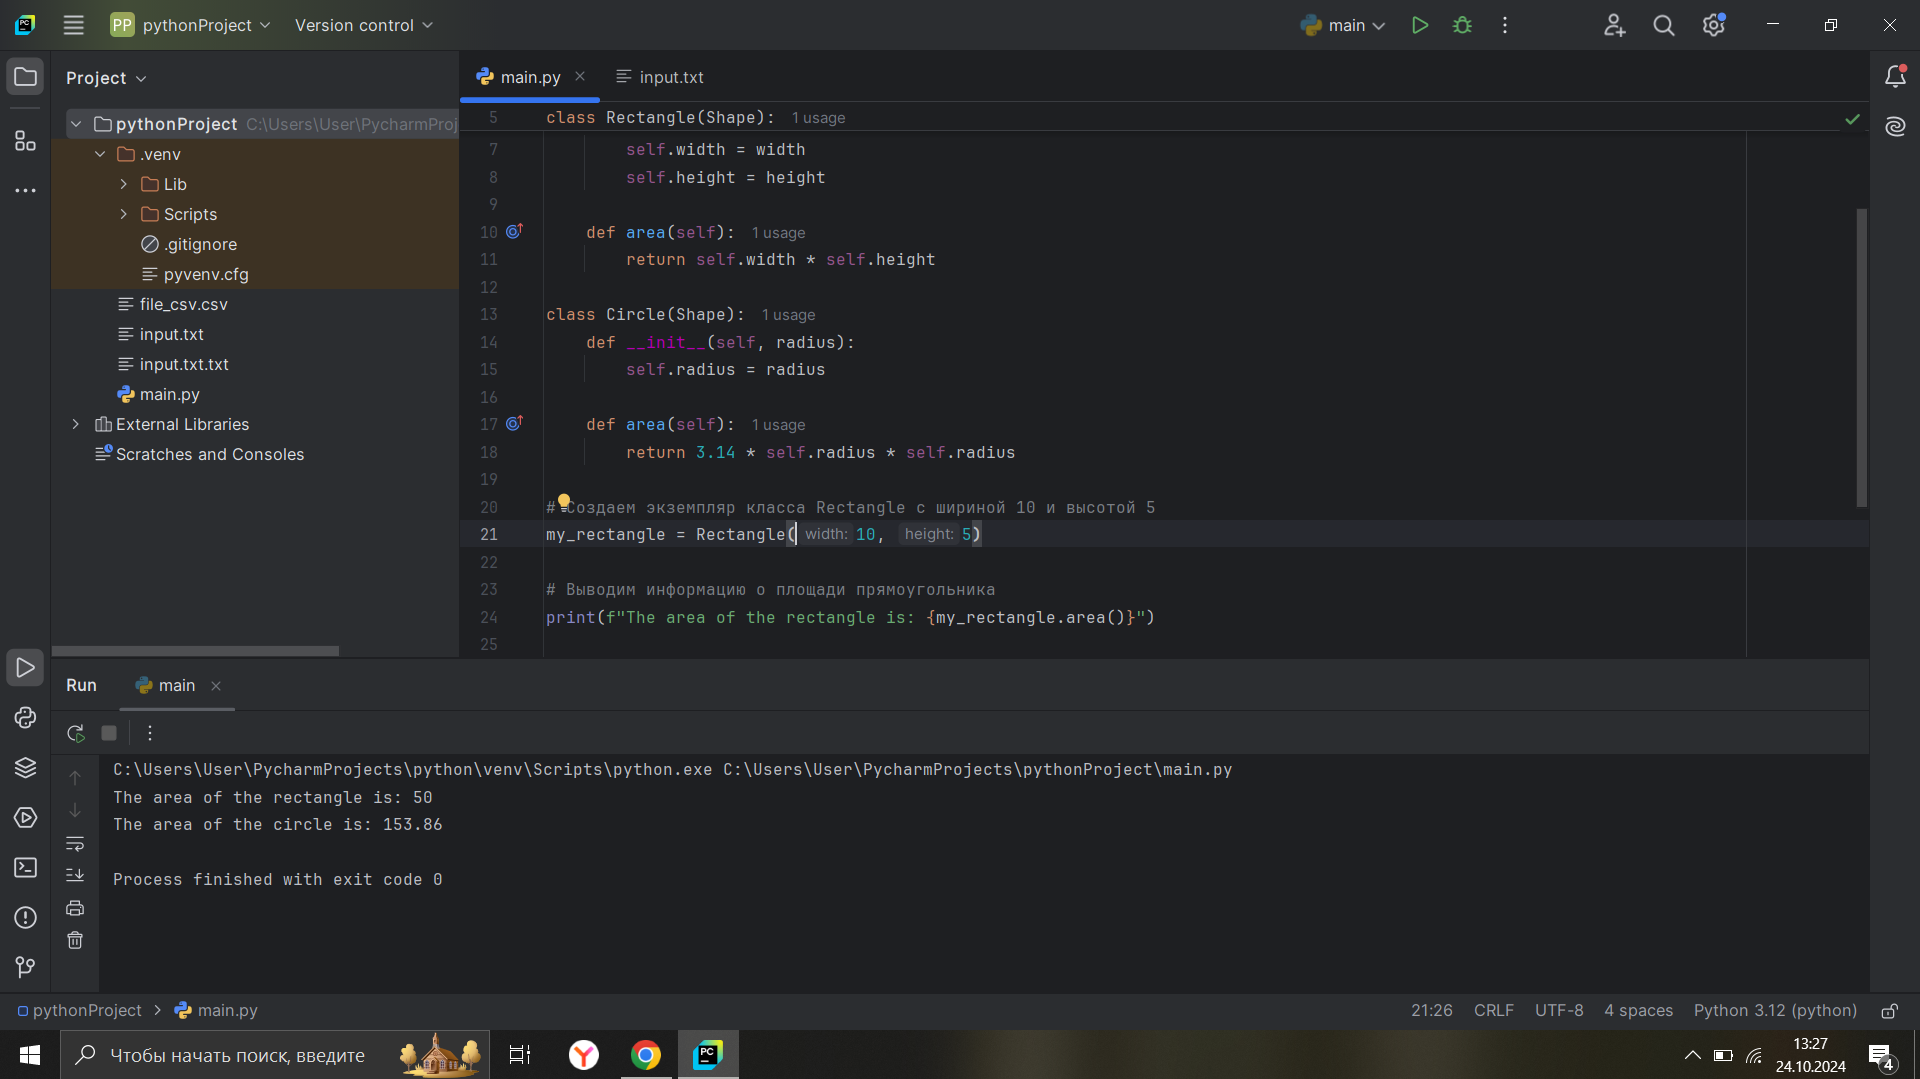 PC
PP pythonProject Version control main
Project main.py input.txt
pythonProject C:\Users\User\PycharmProj
.venv
Lib
Scripts
.gitignore
pyvenv.cfg
file_csv.csv
input.txt
input.txt.txt
main.py
External Libraries
Scratches and Consoles
5 class Rectangle(Shape): 1 usage
7 self.width = width
8 self.height = height
9
10 def area(self): 1 usage
11 return self.width * self.height
12
13 class Circle(Shape): 1 usage
14 def __init__(self, radius):
15 self.radius = radius
16
17 def area(self): 1 usage
18 return 3.14 * self.radius * self.radius
19
20 # Создаем экземпляр класса Rectangle с шириной 10 и высотой 5
21 my_rectangle = Rectangle( width: 10, height: 5)
22
23 # Выводим информацию о площади прямоугольника
24 print(f"The area of the rectangle is: {my_rectangle.area()}")
25
Run main
C:\Users\User\PycharmProjects\python\venv\Scripts\python.exe C:\Users\User\PycharmProjects\pythonProject\main.py
The area of the rectangle is: 50
The area of the circle is: 153.86
Process finished with exit code 0
pythonProject > main.py 21:26 CRLF UTF-8 4 spaces Python 3.12 (python)
Чтобы начать поиск, введите
Y
PC
13:27
24.10.2024
4